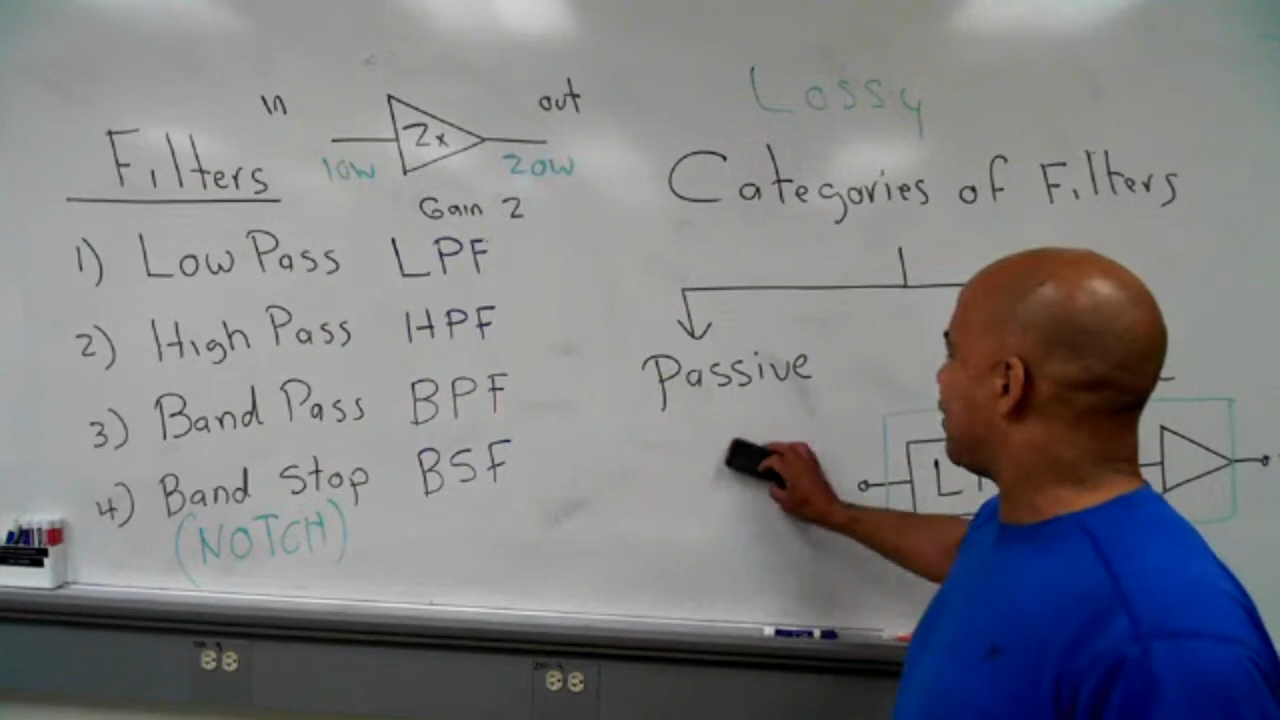 In out
2x
10W 20W
Gain 2
Filters
1) Low Pass LPF
2) High Pass HPF
3) Band Pass BPF
4) Band Stop BSF
(NOTCH)
Lossy
Categories of Filters
Passive
L